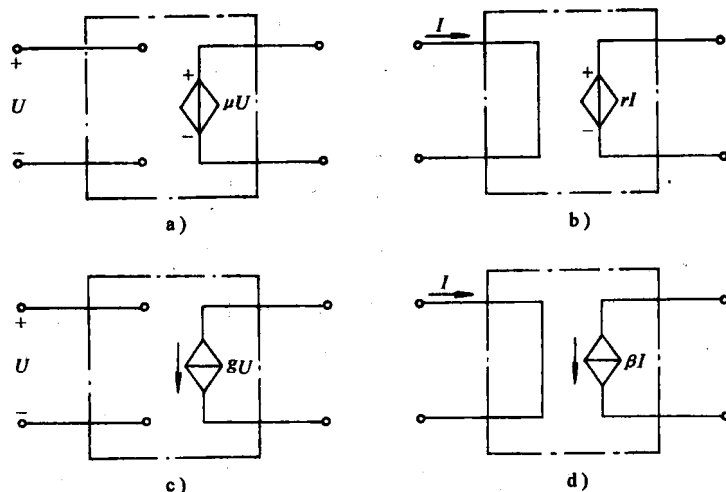 I
+ +
U μU rI
+
− −
a) b)
I
+
U gU βI
−
c) d)